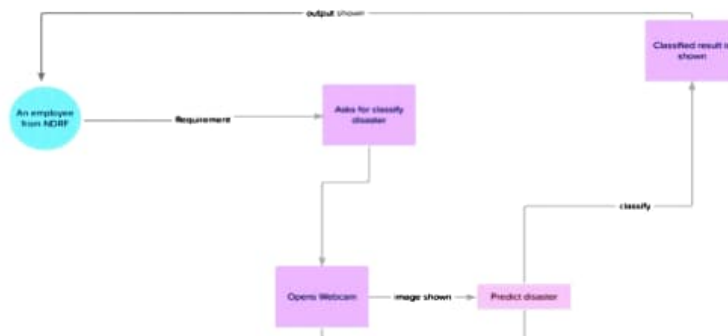 output shown
Classified result is
shown
An employee
from NDRF
Requirement
Asks for classify
disaster
classify
Opens Webcam
image shown
Predict disaster